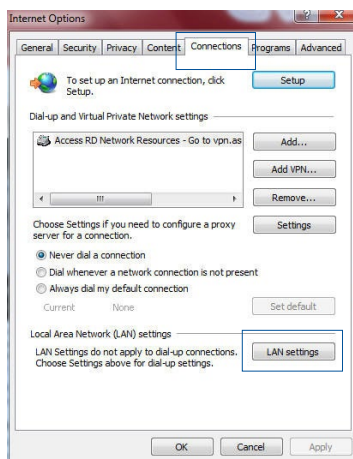 Internet Options
General Security Privacy Content Connections Programs Advanced
To set up an Internet connection, click
Setup.
Setup
Dial-up and Virtual Private Network settings
Access RD Network Resources - Go to vpn.as
Add...
Add VPN...
Remove...
Choose Settings if you need to configure a proxy
server for a connection.
Settings
Never dial a connection
Dial whenever a network connection is not present
Always dial my default connection
Current None
Set default
Local Area Network (LAN) settings
LAN Settings do not apply to dial-up connections.
Choose Settings above for dial-up settings.
LAN settings
OK Cancel Apply